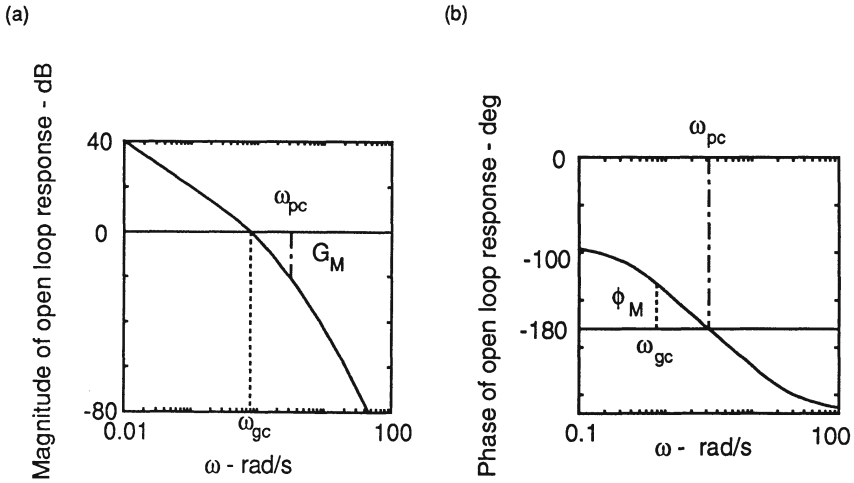 (a)
Magnitude of open loop response - dB
40
0
-80
0.01
100
ω_pc
G_M
ω_gc
ω - rad/s
(b)
Phase of open loop response - deg
ω_pc
0
-100
-180
ϕ_M
ω_gc
0.1
100
ω - rad/s